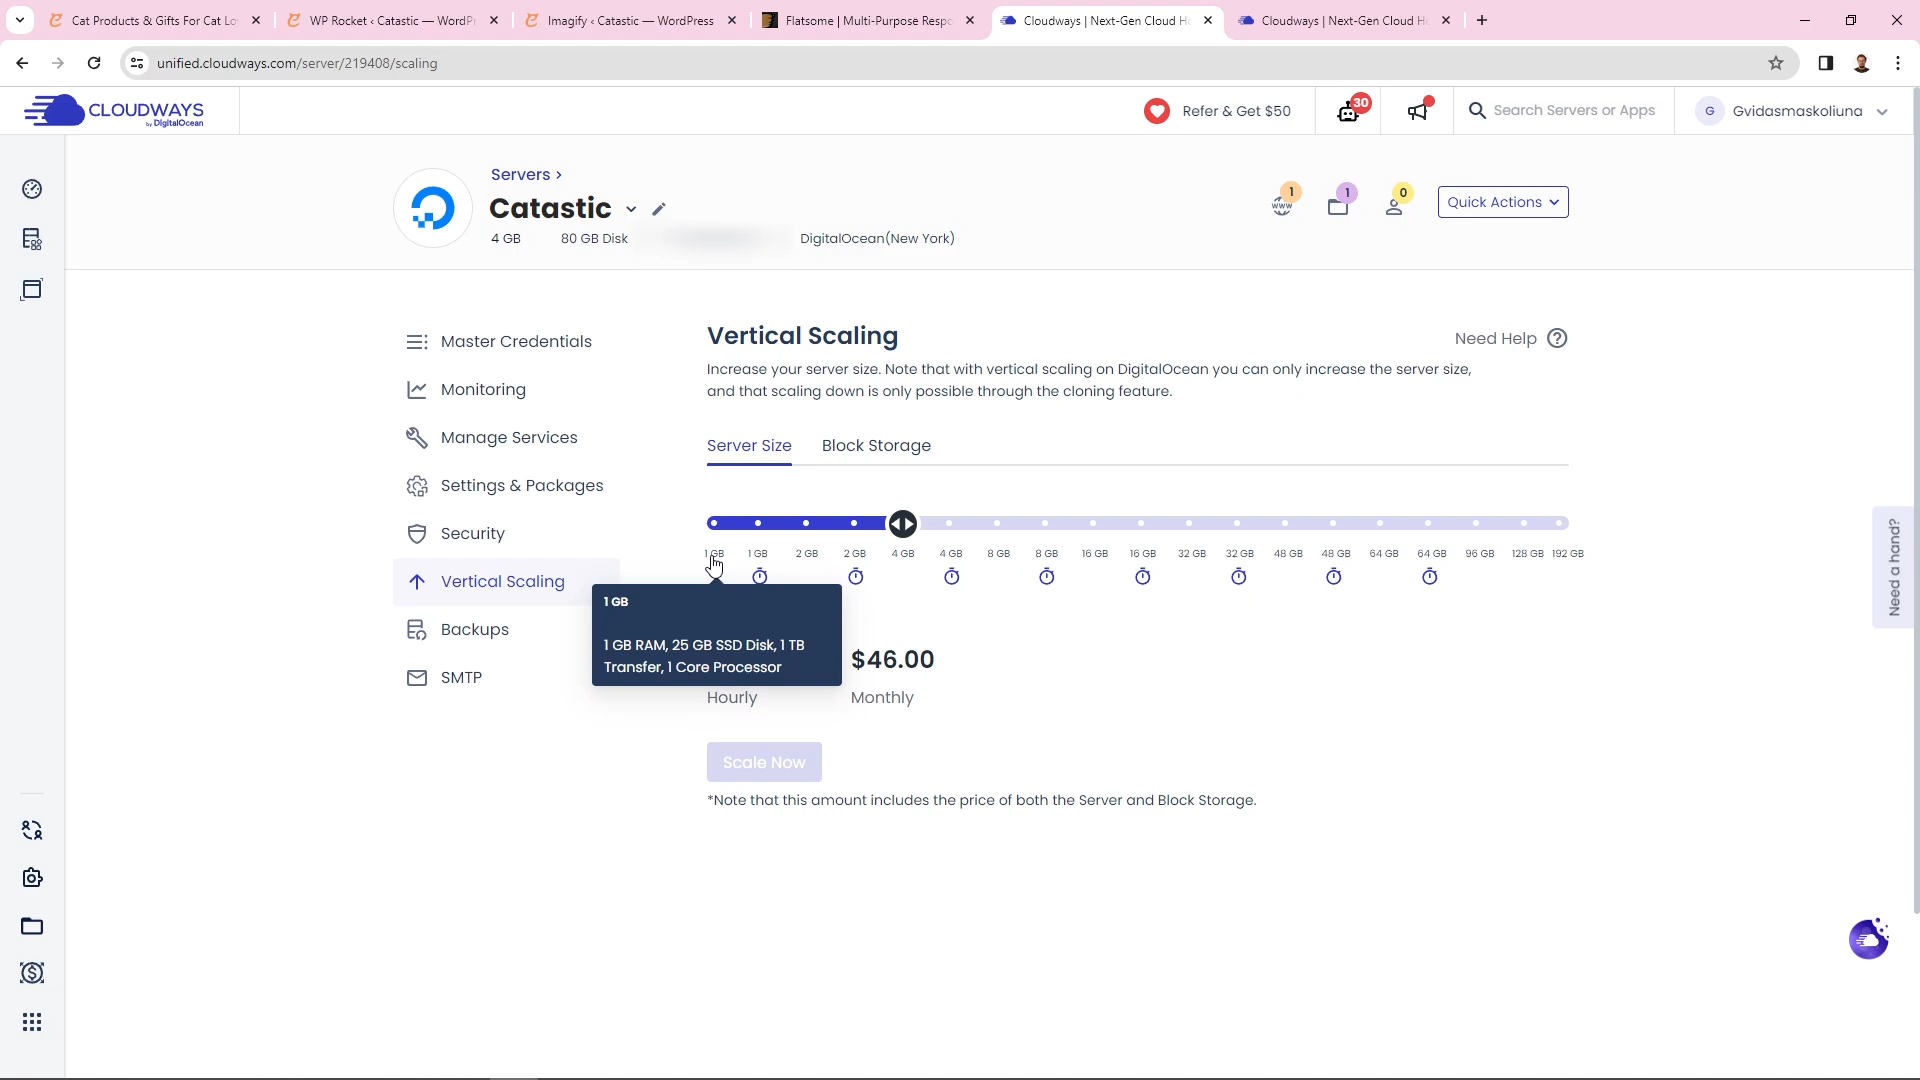 Cat Products & Gifts For Cat Lo
WP Rocket ‹ Catastic — WordPr
Imagify ‹ Catastic — WordPress
Flatsome | Multi-Purpose Respo
Cloudways | Next-Gen Cloud H
Cloudways | Next-Gen Cloud H
unified.cloudways.com/server/219408/scaling
CLOUDWAYS
by DigitalOcean
Refer & Get $50
30
Search Servers or Apps
G
Gvidasmaskoliuna
Servers ›
Catastic
4 GB
80 GB Disk
DigitalOcean(New York)
www
1
1
0
Quick Actions
Master Credentials
Monitoring
Manage Services
Settings & Packages
Security
Vertical Scaling
Backups
SMTP
Vertical Scaling
Need Help
Increase your server size. Note that with vertical scaling on DigitalOcean you can only increase the server size,
and that scaling down is only possible through the cloning feature.
Server Size
Block Storage
1 GB 1 GB 2 GB 2 GB 4 GB 4 GB 8 GB 8 GB 16 GB 16 GB 32 GB 32 GB 48 GB 48 GB 64 GB 64 GB 96 GB 128 GB 192 GB
1 GB
1 GB RAM, 25 GB SSD Disk, 1 TB
Transfer, 1 Core Processor
$46.00
Hourly
Monthly
Scale Now
*Note that this amount includes the price of both the Server and Block Storage.
Need a hand?